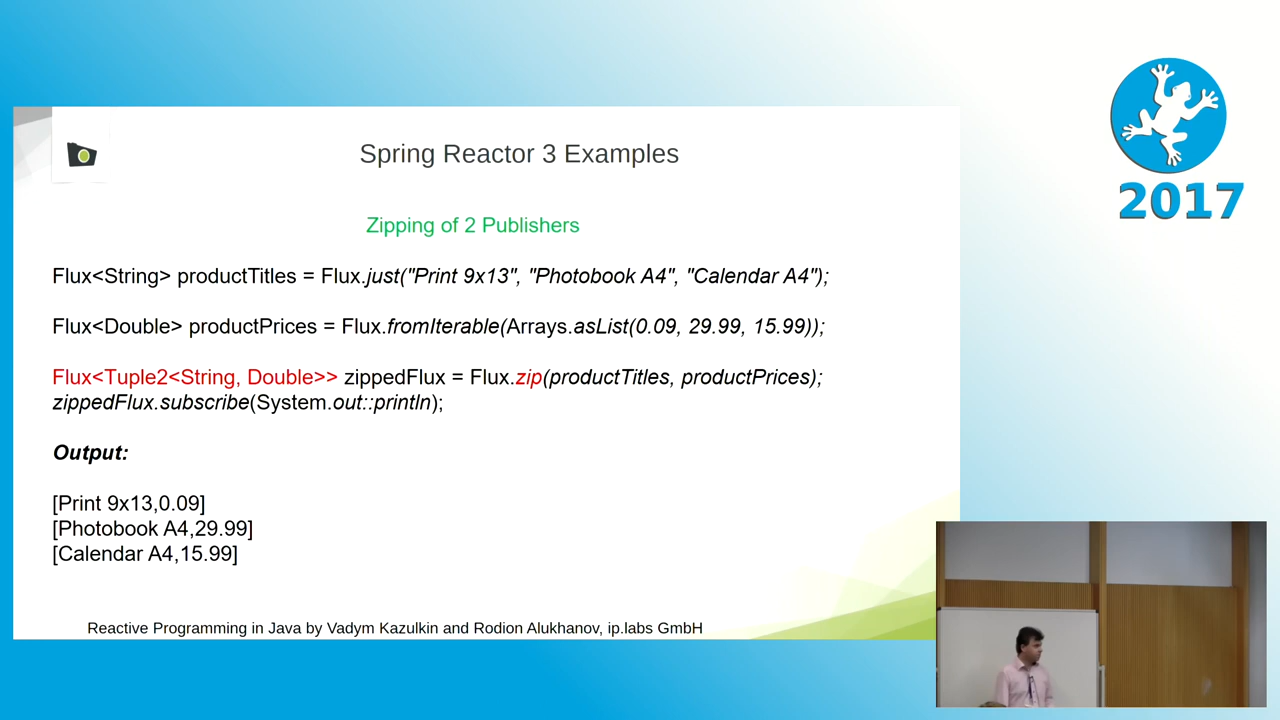 2017
Spring Reactor 3 Examples
Zipping of 2 Publishers
Flux<String> productTitles = Flux.just("Print 9x13", "Photobook A4", "Calendar A4");
Flux<Double> productPrices = Flux.fromIterable(Arrays.asList(0.09, 29.99, 15.99));
Flux<Tuple2<String, Double>> zippedFlux = Flux.zip(productTitles, productPrices);
zippedFlux.subscribe(System.out::println);
Output:
[Print 9x13,0.09]
[Photobook A4,29.99]
[Calendar A4,15.99]
Reactive Programming in Java by Vadym Kazulkin and Rodion Alukhanov, ip.labs GmbH